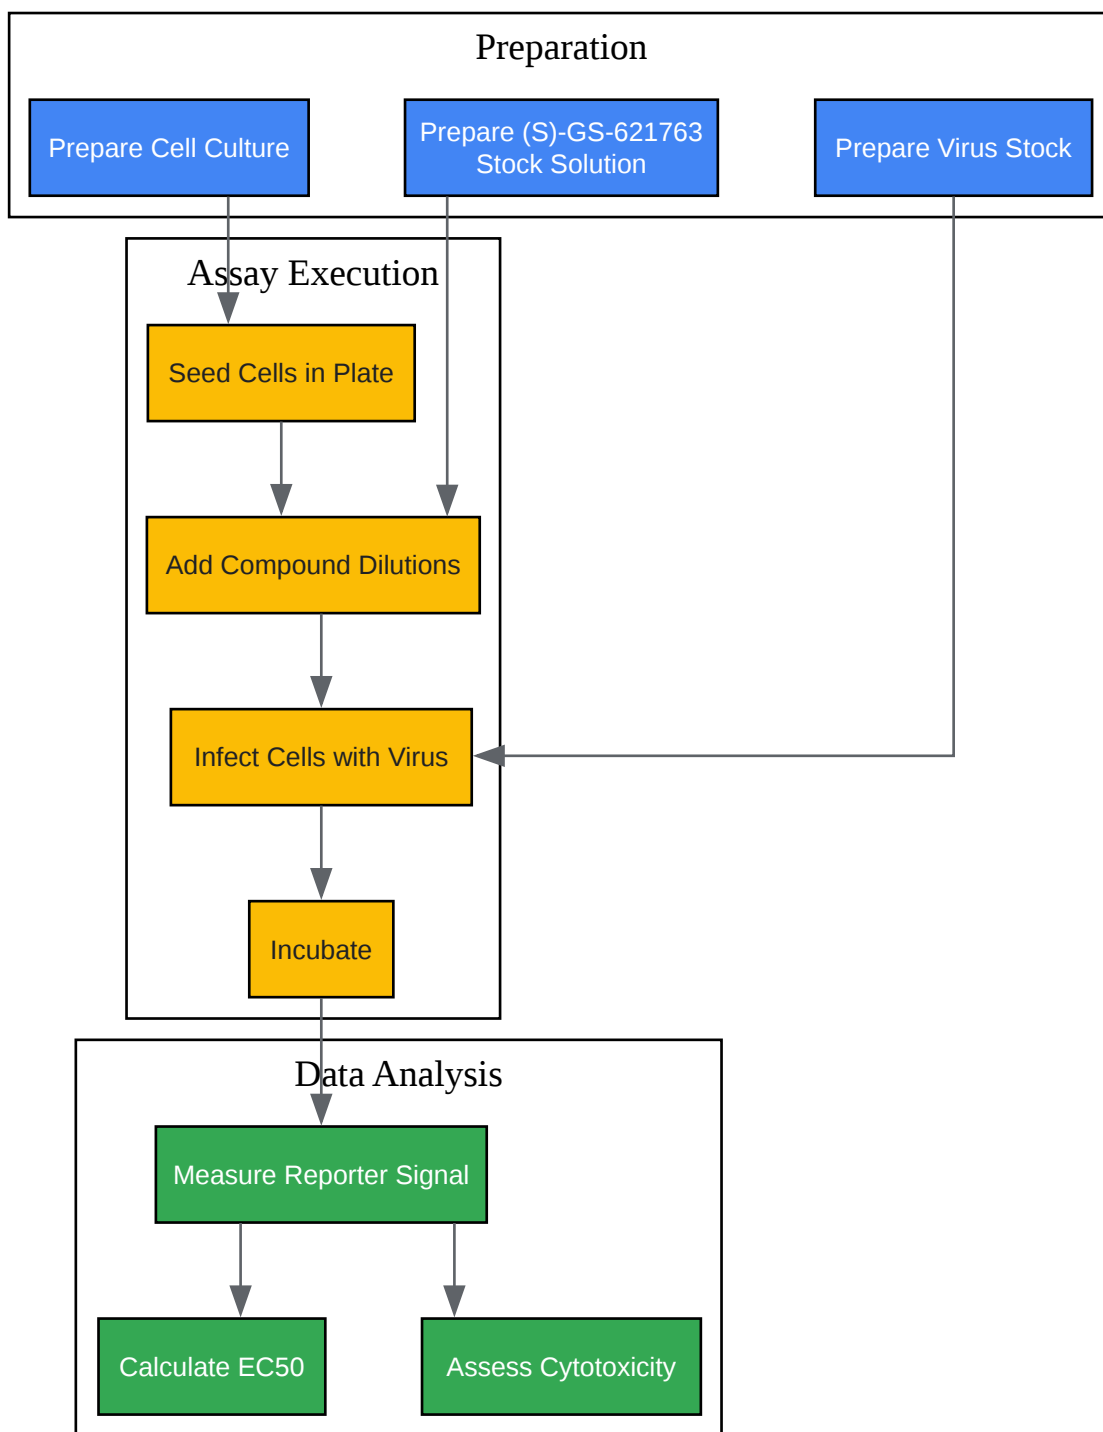 Preparation
Prepare Cell Culture
Prepare (S)-GS-621763
Stock Solution
Prepare Virus Stock
Assay Execution
Seed Cells in Plate
Add Compound Dilutions
Infect Cells with Virus
Incubate
Data Analysis
Measure Reporter Signal
Calculate EC50
Assess Cytotoxicity